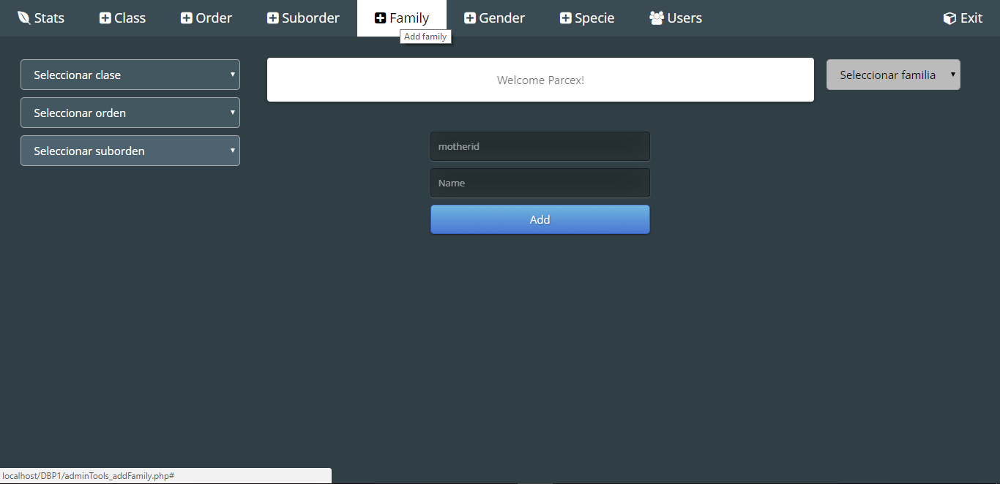 Stats Class Order Suborder Family Gender Specie Users Exit
Add family
Seleccionar clase
Seleccionar orden
Seleccionar suborden
Welcome Parcex!
motherid
Name
Add
Seleccionar familia
localhost/DBP1/adminTools_addFamily.php#